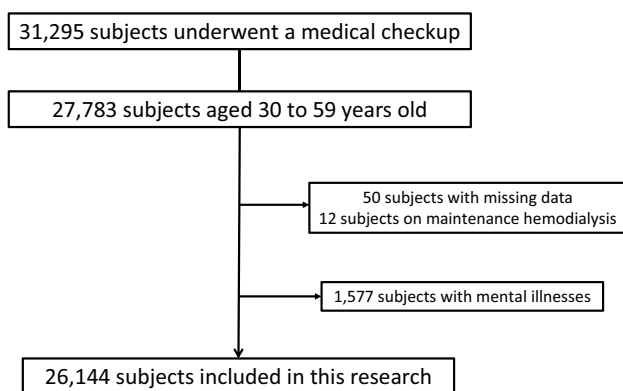 31,295 subjects underwent a medical checkup
27,783 subjects aged 30 to 59 years old
50 subjects with missing data
12 subjects on maintenance hemodialysis
1,577 subjects with mental illnesses
26,144 subjects included in this research